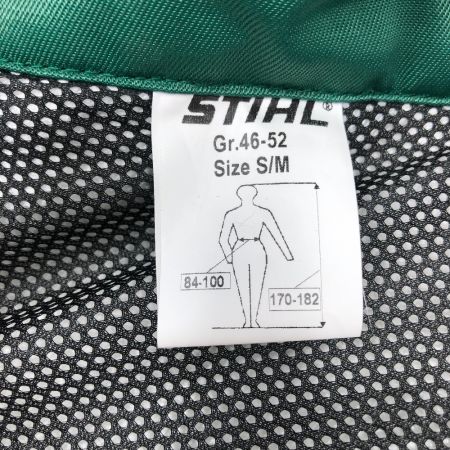 STIHL®
Gr.46-52
Size S/M
84-100
170-182